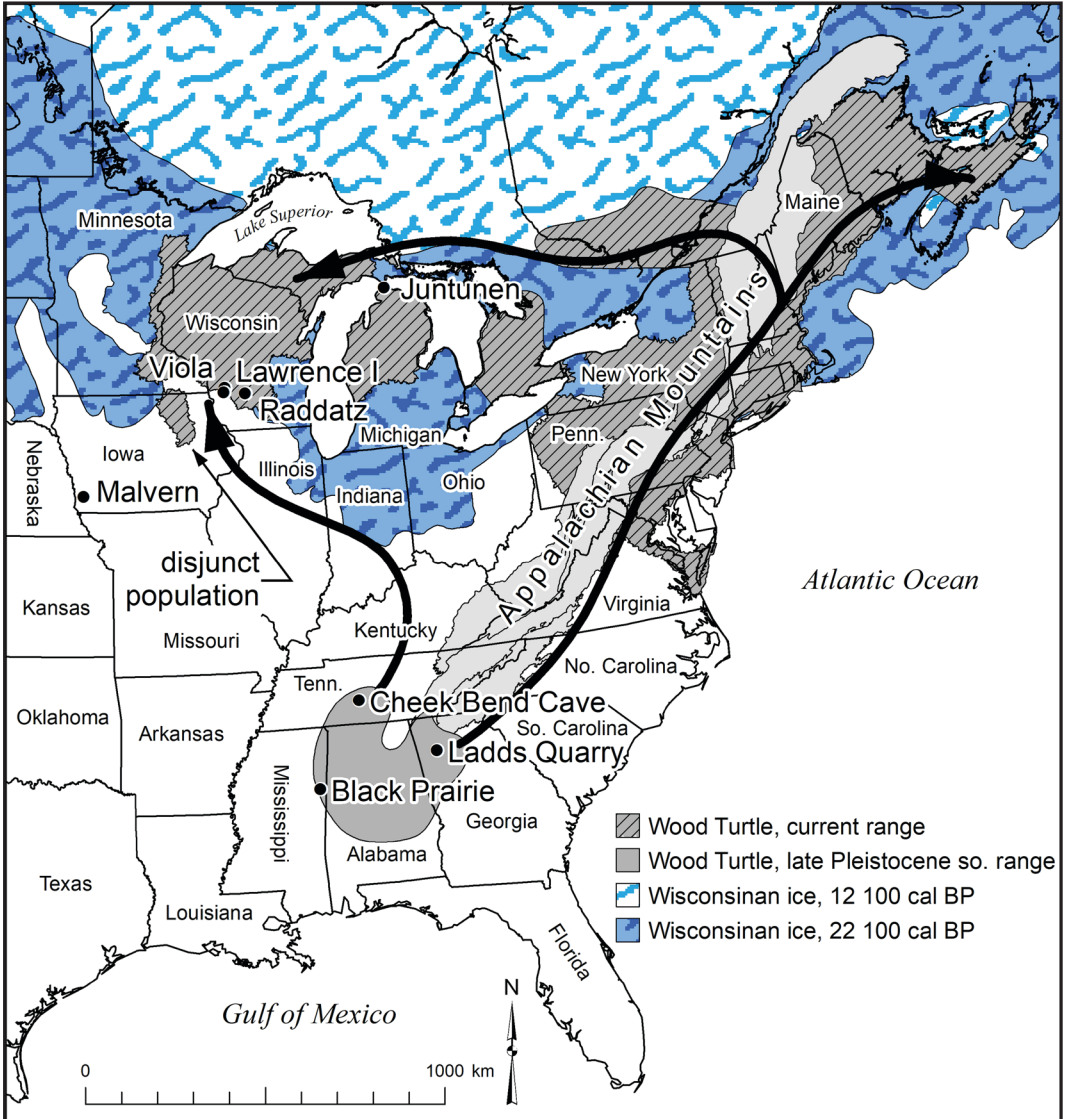 Minnesota
Lake Superior
Maine
Juntunen
Wisconsin
Viola
Lawrence I
Raddatz
New York
Michigan
Penn.
Iowa
Illinois
Indiana
Ohio
Nebraska
Malvern
Appalachian Mountains
disjunct
population
Atlantic Ocean
Kansas
Missouri
Kentucky
Virginia
No. Carolina
Tenn.
Cheek Bend Cave
Oklahoma
Arkansas
So. Carolina
Ladds Quarry
Mississippi
Black Prairie
Georgia
Alabama
Texas
Louisiana
Florida
Wood Turtle, current range
Wood Turtle, late Pleistocene so. range
Wisconsinan ice, 12 100 cal BP
Wisconsinan ice, 22 100 cal BP
Gulf of Mexico
N
0 1000 km